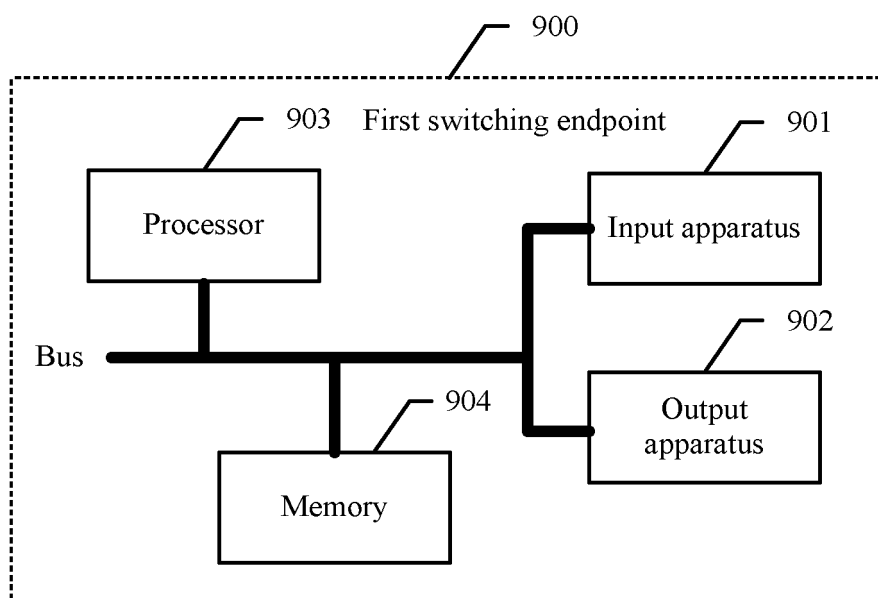 900
903
First switching endpoint
901
Processor
Input apparatus
902
Bus
904
Output
apparatus
Memory